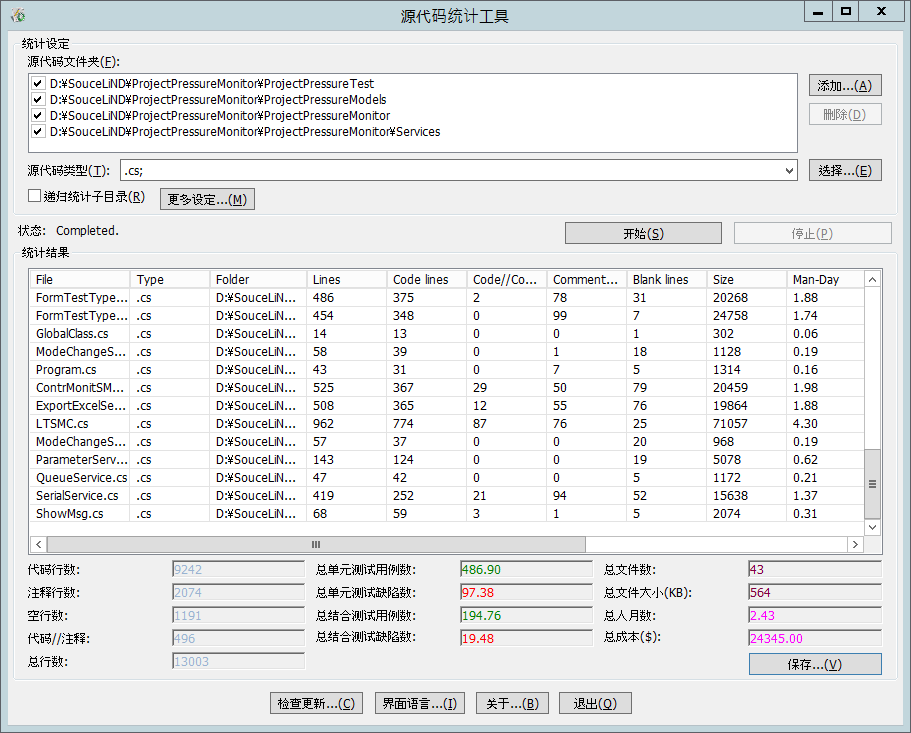 源代码统计工具
统计设定
源代码文件夹(F):
D:¥SouceLiND¥ProjectPressureMonitor¥ProjectPressureTest
D:¥SouceLiND¥ProjectPressureMonitor¥ProjectPressureModels
D:¥SouceLiND¥ProjectPressureMonitor¥ProjectPressureMonitor
D:¥SouceLiND¥ProjectPressureMonitor¥ProjectPressureMonitor¥Services
添加...(A)
删除(D)
源代码类型(T): .cs; 选择...(E)
递归统计子目录(R) 更多设定...(M)
状态: Completed. 开始(S) 停止(P)
统计结果
File Type Folder Lines Code lines Code//Co... Comment... Blank lines Size Man-Day
FormTestType... .cs D:¥SouceLiN... 486 375 2 78 31 20268 1.88
FormTestType... .cs D:¥SouceLiN... 454 348 0 99 7 24758 1.74
GlobalClass.cs .cs D:¥SouceLiN... 14 13 0 0 1 302 0.06
ModeChangeS... .cs D:¥SouceLiN... 58 39 0 1 18 1128 0.19
Program.cs .cs D:¥SouceLiN... 43 31 0 7 5 1314 0.16
ContrMonitSM... .cs D:¥SouceLiN... 525 367 29 50 79 20459 1.98
ExportExcelSe... .cs D:¥SouceLiN... 508 365 12 55 76 19864 1.88
LTSMC.cs .cs D:¥SouceLiN... 962 774 87 76 25 71057 4.30
ModeChangeS... .cs D:¥SouceLiN... 57 37 0 0 20 968 0.19
ParameterServ... .cs D:¥SouceLiN... 143 124 0 0 19 5078 0.62
QueueService.cs .cs D:¥SouceLiN... 47 42 0 0 5 1172 0.21
SerialService.cs .cs D:¥SouceLiN... 419 252 21 94 52 15638 1.37
ShowMsg.cs .cs D:¥SouceLiN... 68 59 3 1 5 2074 0.31
代码行数: 9242 总单元测试用例数: 486.90 总文件数: 43
注释行数: 2074 总单元测试缺陷数: 97.38 总文件大小(KB): 564
空行数: 1191 总结合测试用例数: 194.76 总人月数: 2.43
代码//注释: 496 总结合测试缺陷数: 19.48 总成本($): 24345.00
总行数: 13003 保存...(V)
检查更新...(C) 界面语言...(I) 关于...(B) 退出(Q)